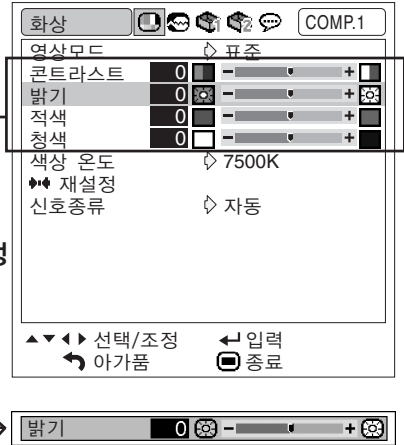 화상 COMP.1
영상모드 표준
콘트라스트 0 - +
밝기 0 - +
적색 0 - +
청색 0 - +
색상 온도 7500K
재설정
신호종류 자동
정
▲▼◀▶ 선택/조정 입력
아가품 종료
밝기 0 - +